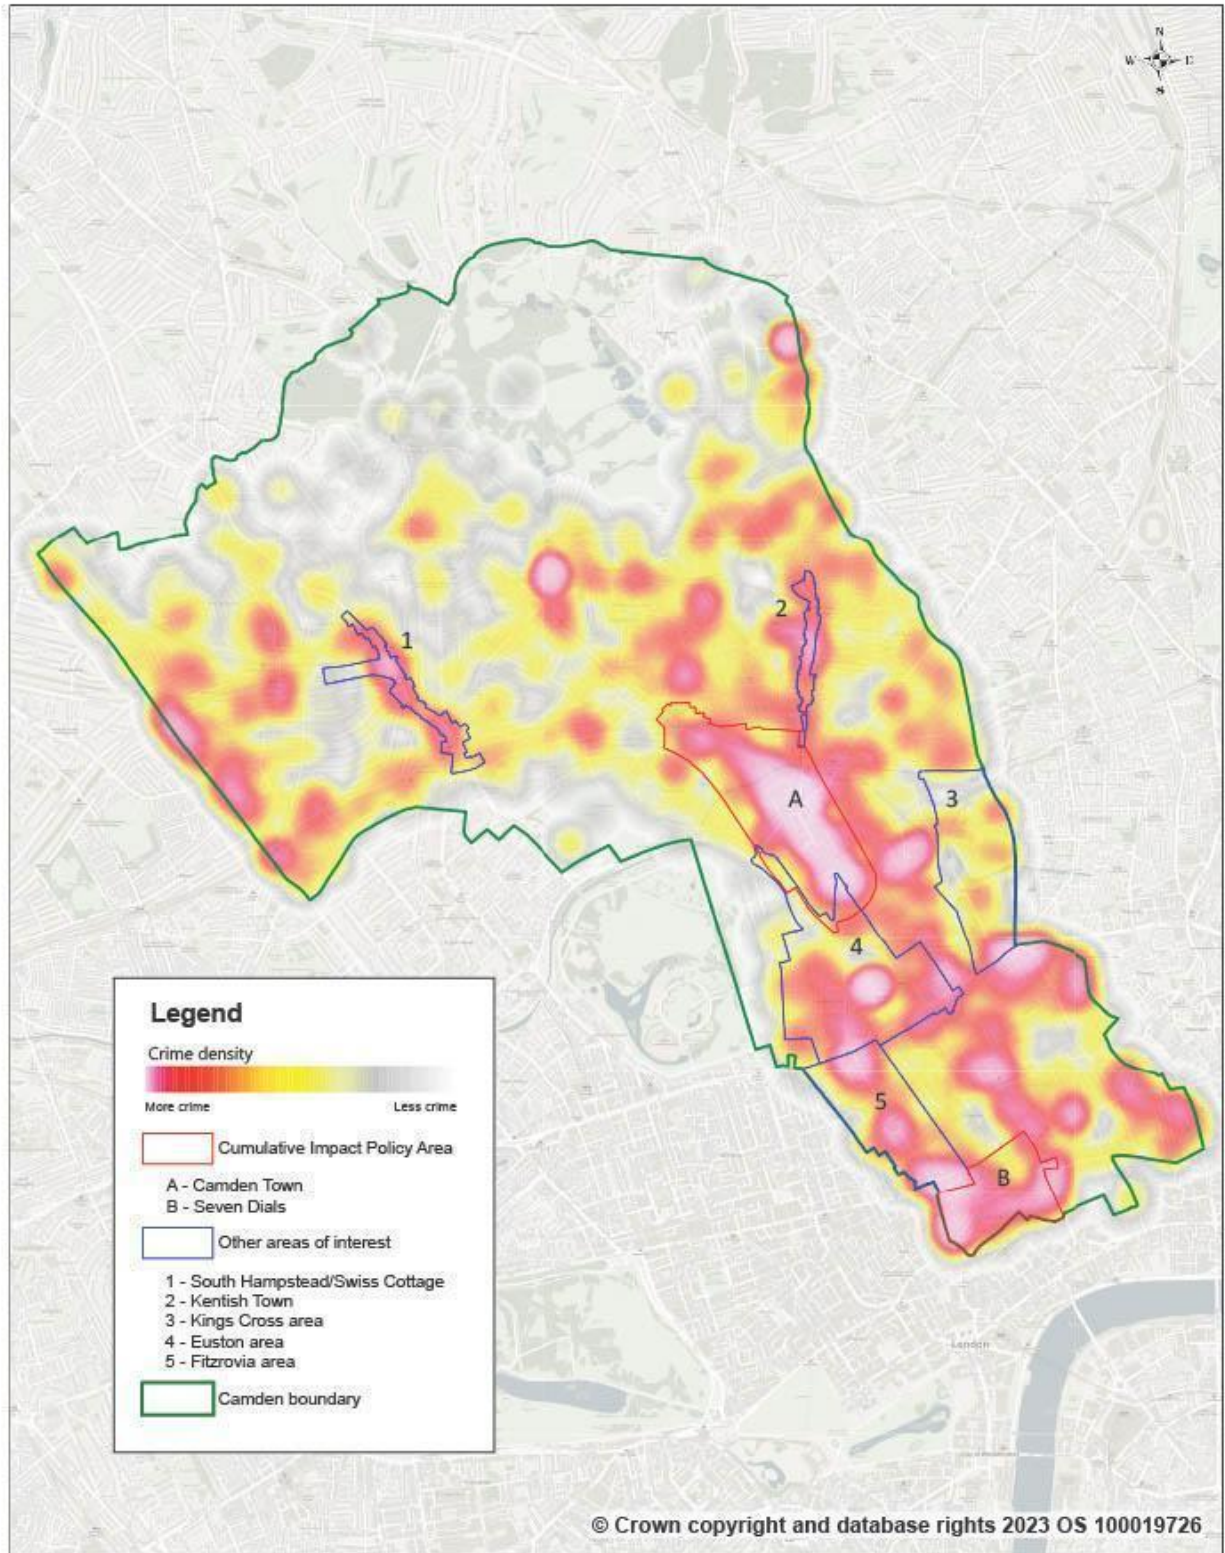 N
W
S
1
2
A
3
4
5
B
Legend
Crime density
More crime Less crime
Cumulative Impact Policy Area
A - Camden Town
B - Seven Dials
Other areas of interest
1 - South Hampstead/Swiss Cottage
2 - Kentish Town
3 - Kings Cross area
4 - Euston area
5 - Fitzrovia area
Camden boundary
London
© Crown copyright and database rights 2023 OS 100019726